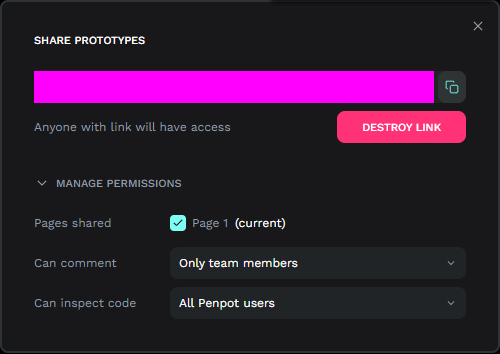 SHARE PROTOTYPES
Anyone with link will have access
DESTROY LINK
MANAGE PERMISSIONS
Pages shared
Page 1 (current)
Can comment
Only team members
Can inspect code
All Penpot users